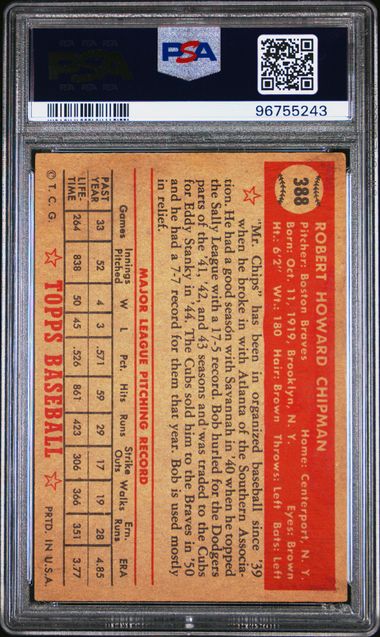 PSA
PSA
96755243
388
ROBERT HOWARD CHIPMAN
Pitcher: Boston Braves Home: Centerport, N. Y.
Born: Oct. 11, 1919, Brooklyn, N. Y. Eyes: Brown
Ht.: 6'2" Wt.: 180 Hair: Brown Throws: Left Bats: Left
"Mr. Chips" has been in organized baseball since '39
when he broke in with Atlanta of the Southern Associa-
tion. He had a good season with Savannah in '40 when he topped
the Sally League with a 17-5 record. Bob hurled for the Dodgers
parts of the '41, '42, and 43 seasons and was traded to the Cubs
for Eddy Stanky in '44. The Cubs sold him to the Braves in '50
and he had a 7-7 record for them that year. Bob is used mostly
in relief.
MAJOR LEAGUE PITCHING RECORD
Games Innings Pitched W L Pct. Hits Runs Strike Outs Walks Ern. Runs ERA
PAST YEAR 33 52 4 3 .571 59 29 17 19 28 4.85
LIFE-TIME 264 838 50 45 .526 861 423 306 366 351 3.77
© T. C. G. TOPPS BASEBALL PRTD. IN U.S.A.